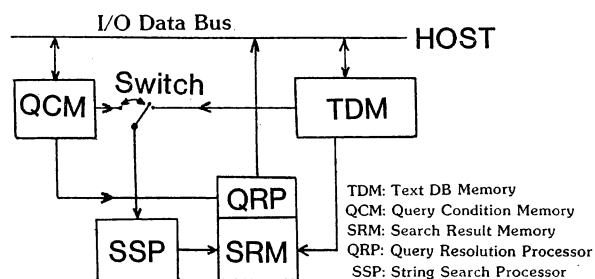 I/O Data Bus
HOST
Switch
QCM
TDM
QRP
SSP
SRM
TDM: Text DB Memory
QCM: Query Condition Memory
SRM: Search Result Memory
QRP: Query Resolution Processor
SSP: String Search Processor